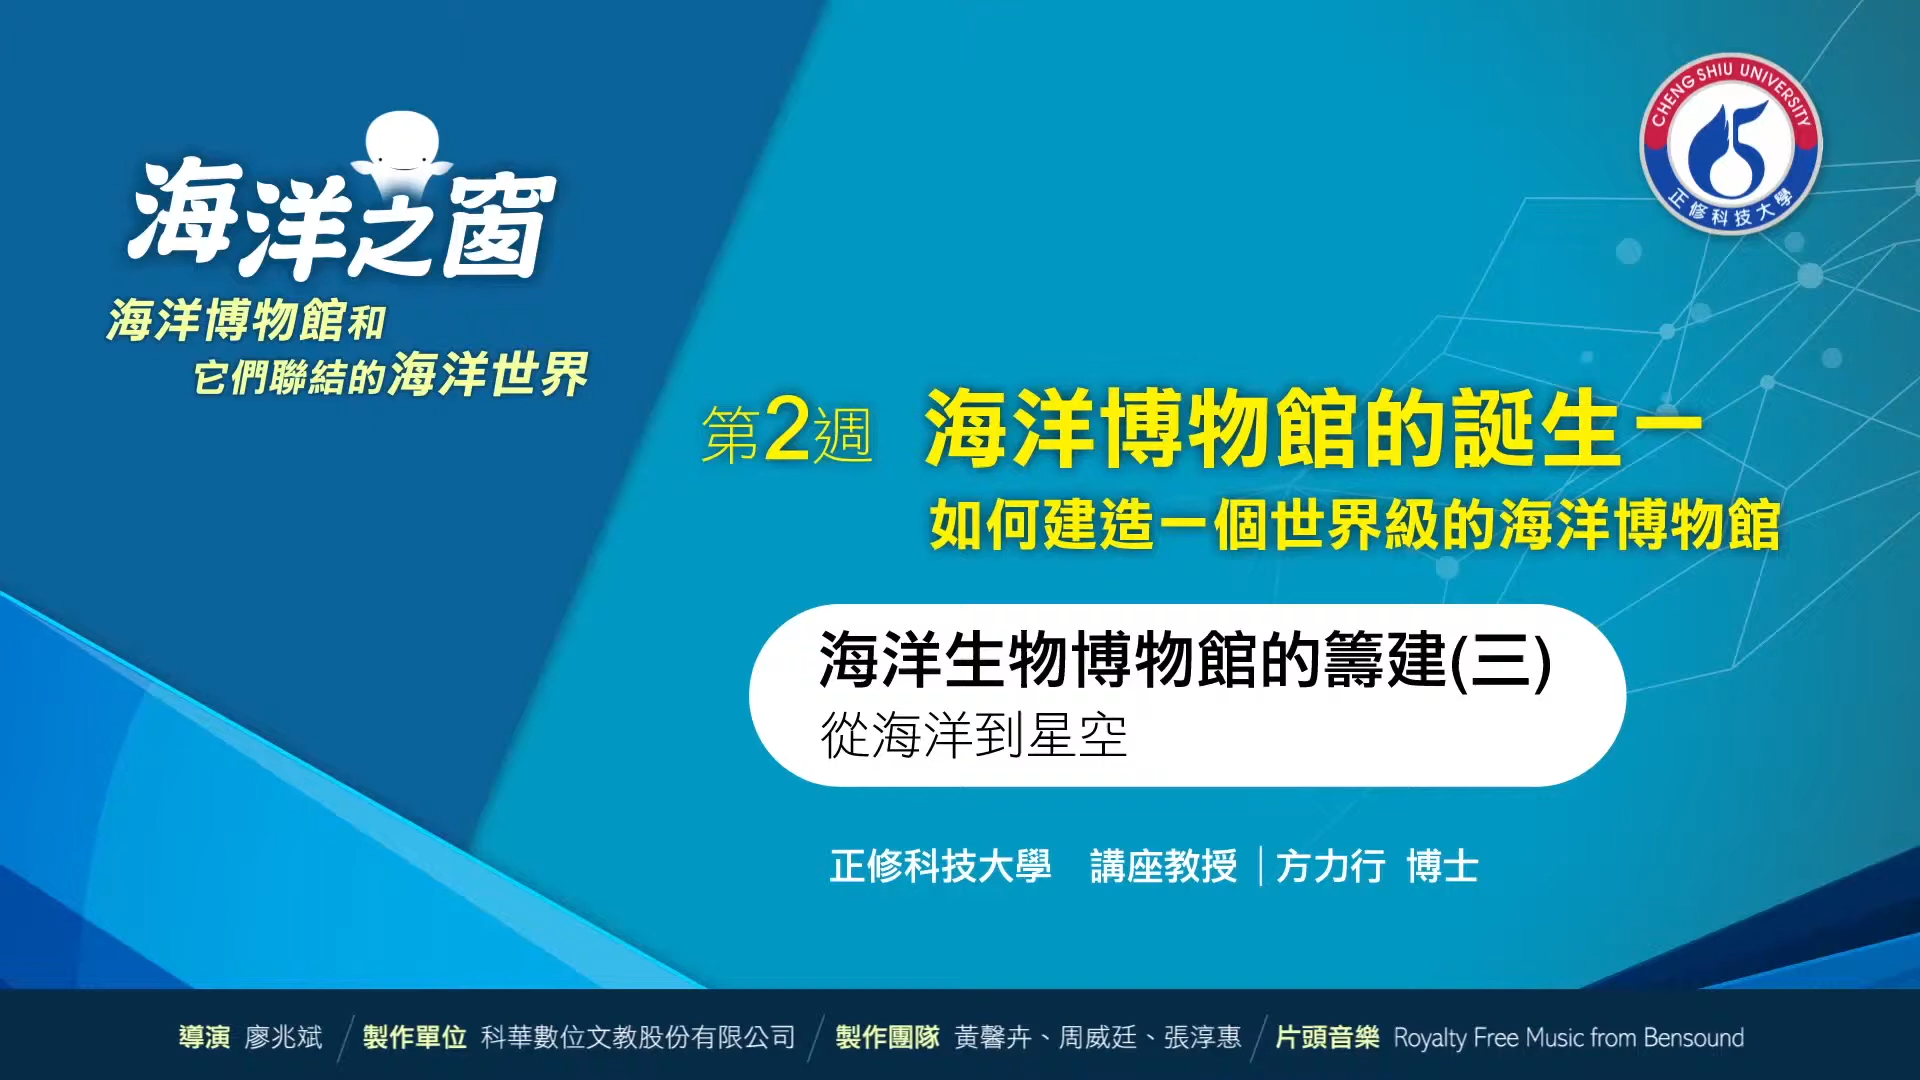 海洋之窗
海洋博物館和
它們聯結的海洋世界
CHENG SHIU UNIVERSITY
正修科技大學
第2週 海洋博物館的誕生－
如何建造一個世界級的海洋博物館
海洋生物博物館的籌建(三)
從海洋到星空
正修科技大學 講座教授｜方力行 博士
導演 廖兆斌 / 製作單位 科華數位文教股份有限公司 / 製作團隊 黃馨卉、周威廷、張淳惠 / 片頭音樂 Royalty Free Music from Bensound